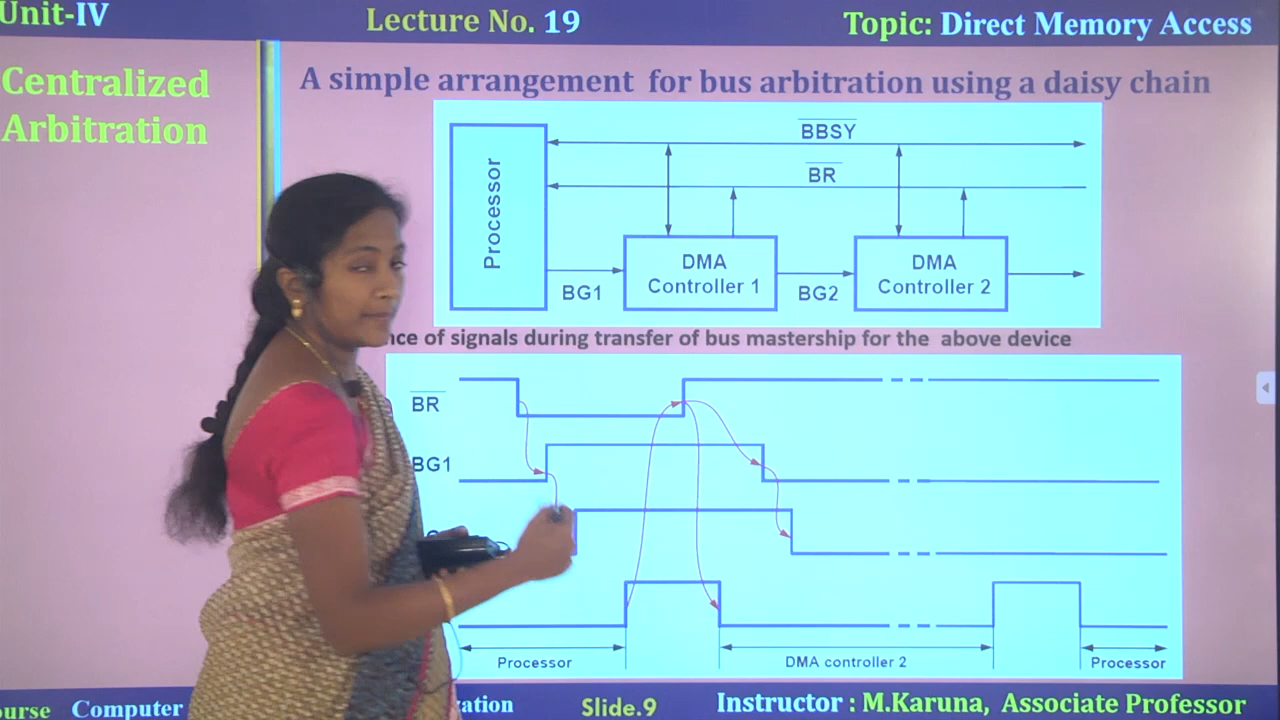 Unit-IV
Lecture No. 19
Topic: Direct Memory Access
Centralized
Arbitration
A simple arrangement for bus arbitration using a daisy chain
BBSY
BR
Processor
DMA
Controller 1
DMA
Controller 2
BG1
BG2
nce of signals during transfer of bus mastership for the above device
BR
BG1
Processor
DMA controller 2
Processor
ourse Computer
zation
Slide.9
Instructor : M.Karuna, Associate Professor